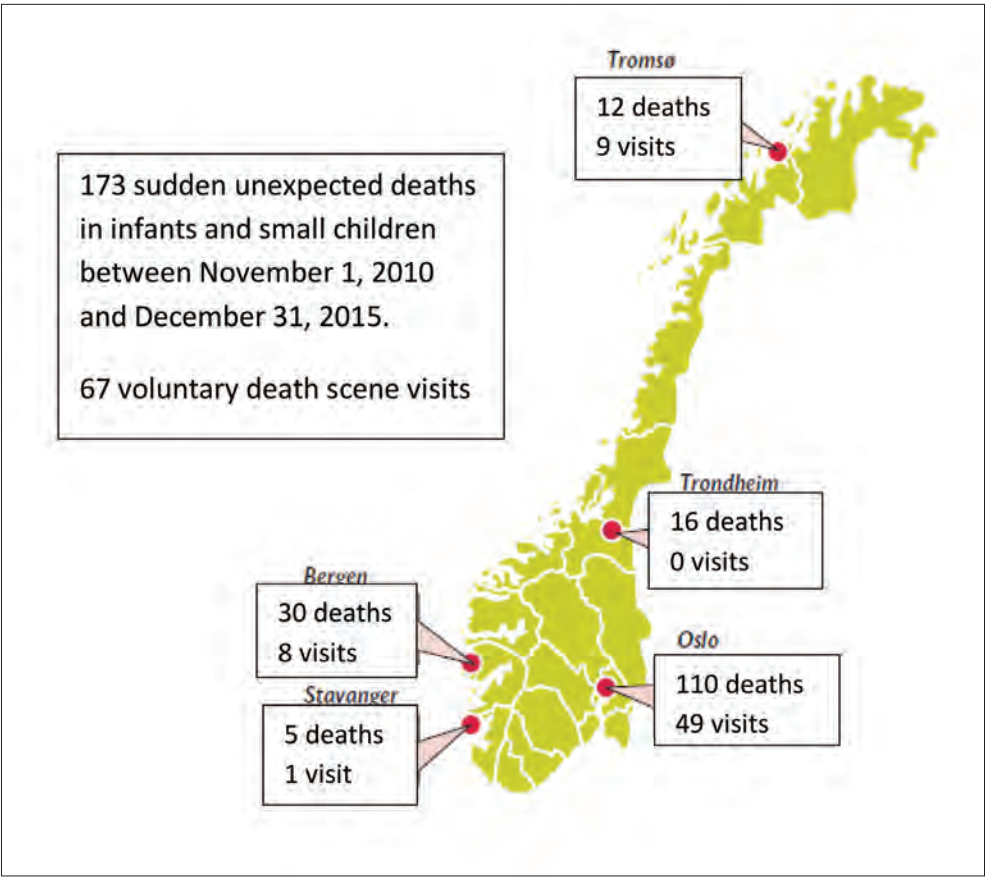 Tromsø
12 deaths
9 visits
173 sudden unexpected deaths
in infants and small children
between November 1, 2010
and December 31, 2015.
67 voluntary death scene visits
Trondheim
16 deaths
0 visits
Bergen
30 deaths
8 visits
Oslo
110 deaths
49 visits
Stavanger
5 deaths
1 visit